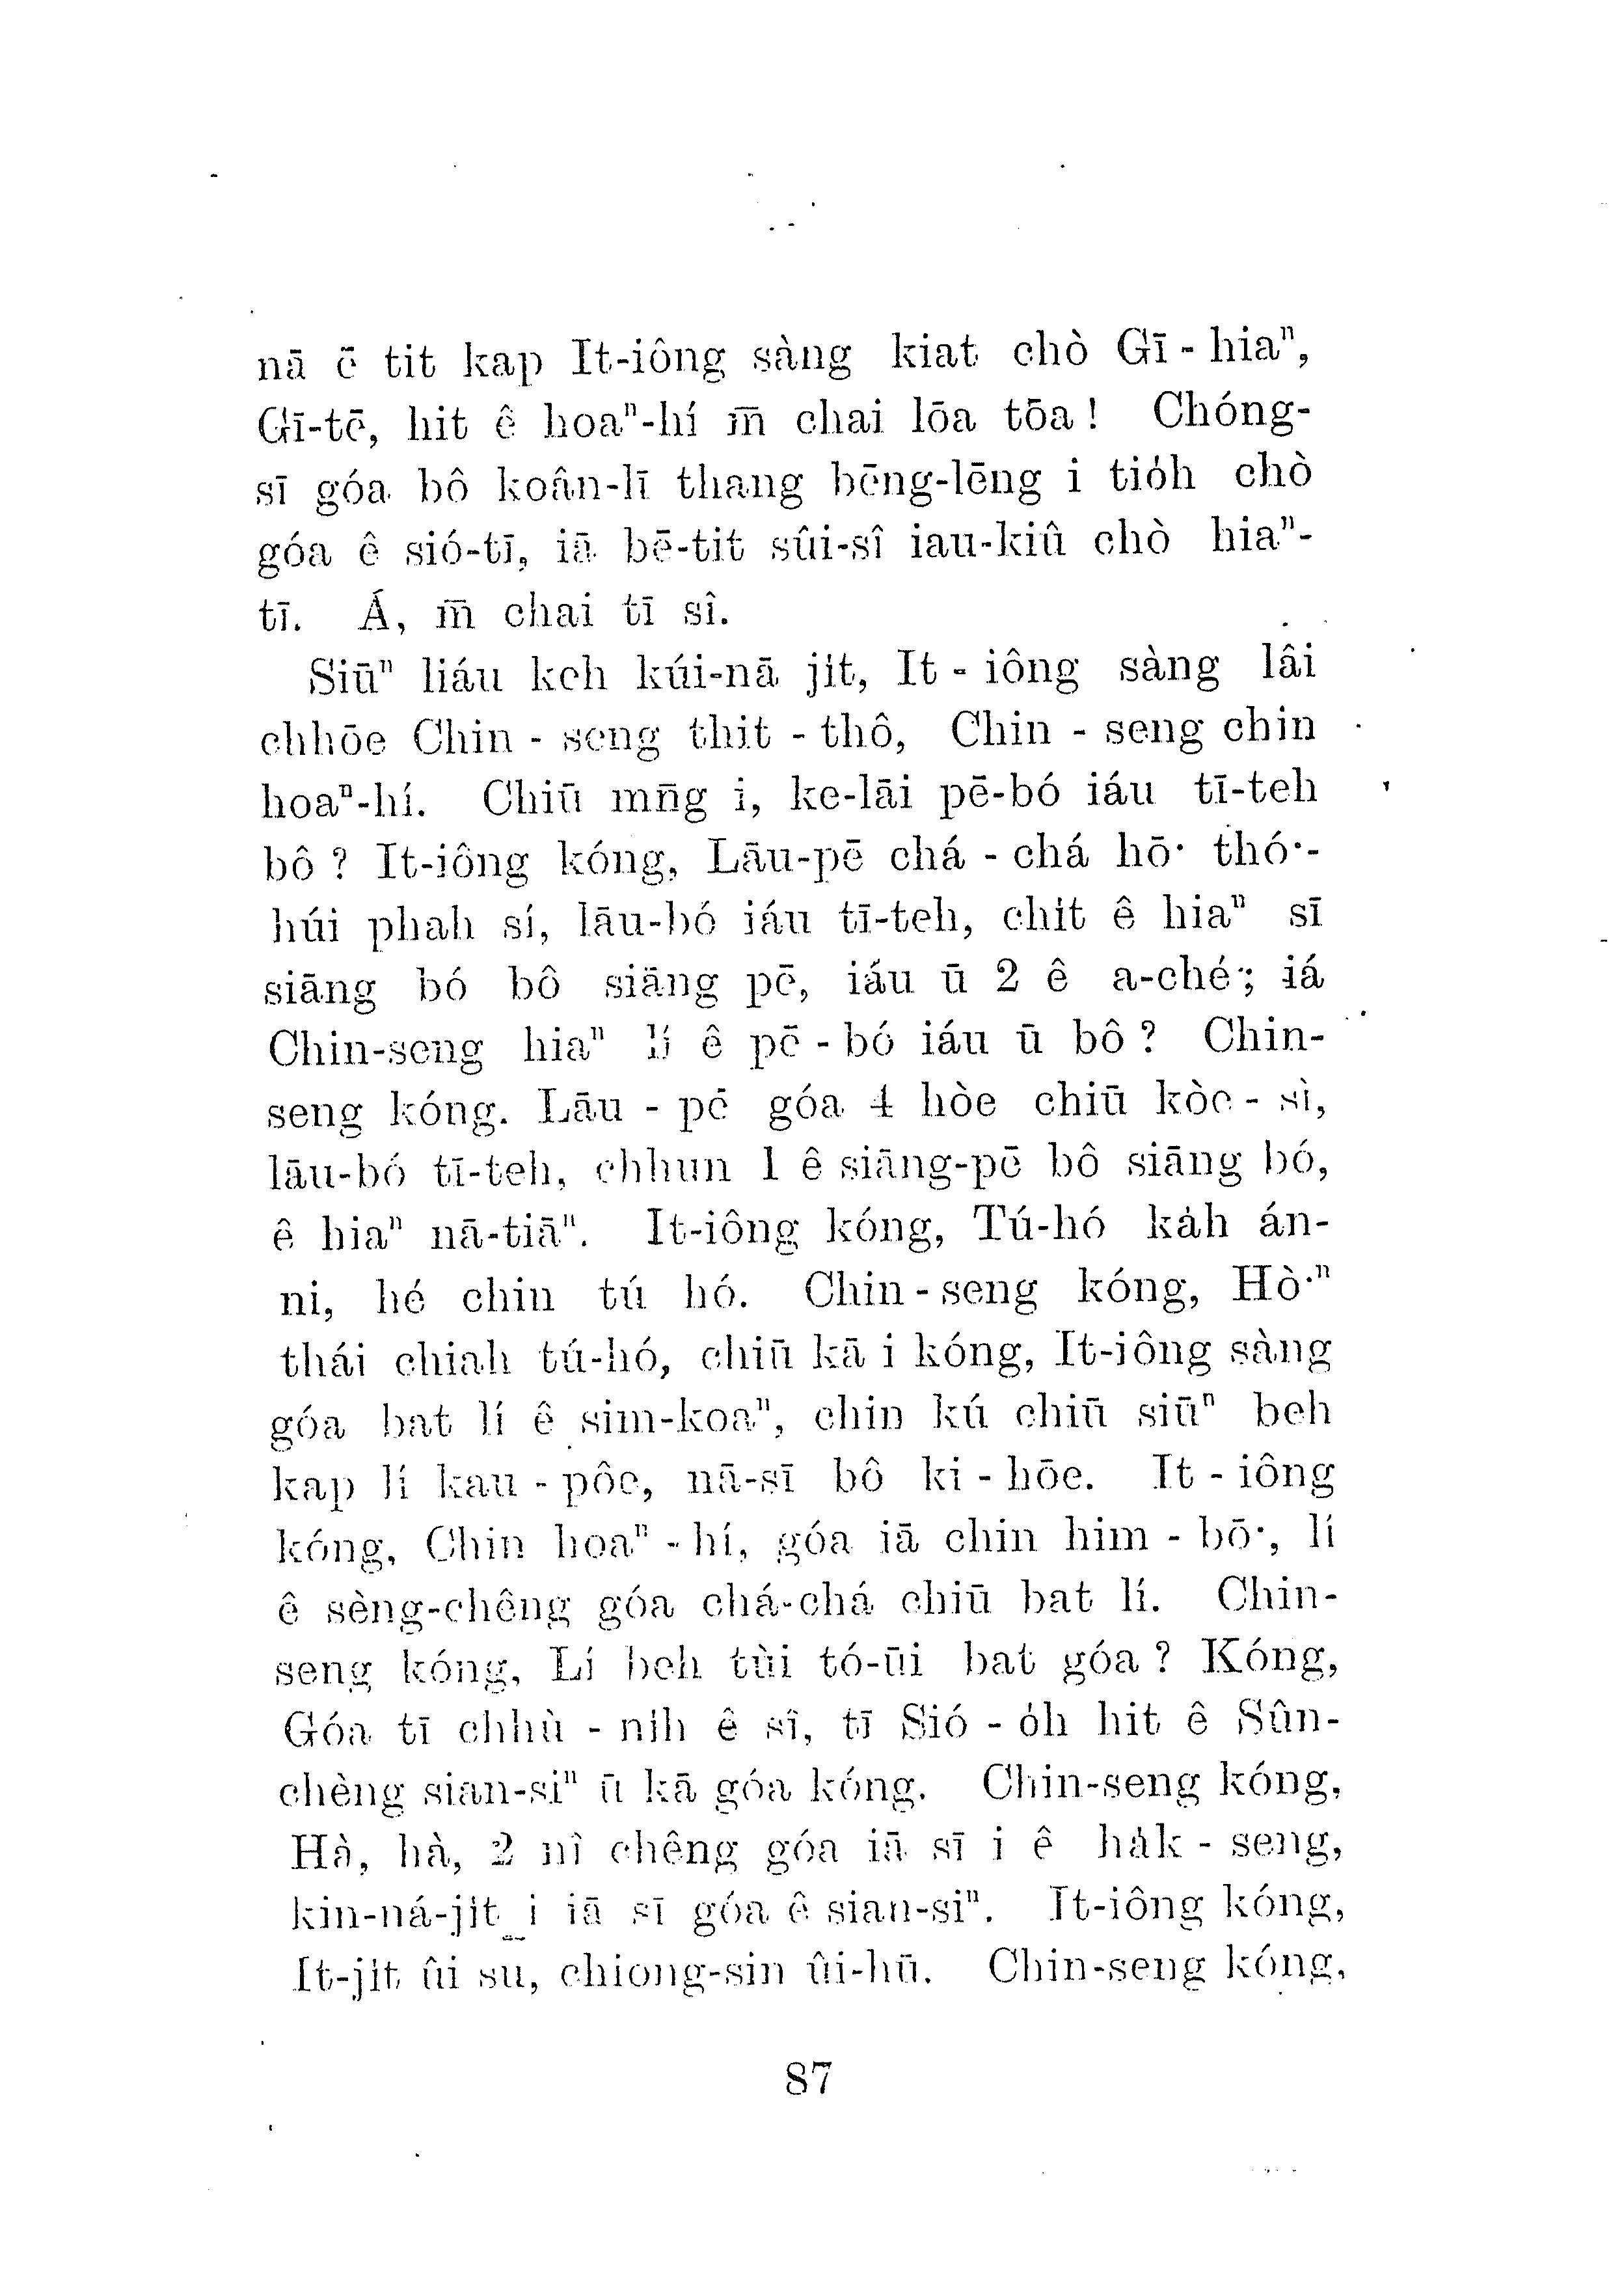 nā ē tit kap It-iông sàng kiat chò Gī - hiaⁿ,
Gī-tē, hit ê hoaⁿ-hí m̄ chai lōa tōa ! Chóng-
sī góa bô koân-lī thang bēng-lēng i tio̍h chò
góa ê sió-tī, iā bē-tit sûi-sî iau-kiû chò hiaⁿ-
tī. Á, m̄ chai tī sî.
Siūⁿ liáu keh kúi-nā ji̍t, It - iông sàng lâi
chhōe Chin - seng thit - thô, Chin - seng chin
hoaⁿ-hí. Chiū mn̄g i, ke-lāi pē-bó iáu tī-teh
bô ? It-iông kóng, Lāu-pē chá - chá hō͘ thó͘-
húi phah sí, lāu-bó iáu tī-teh, chi̍t ê hiaⁿ sī
siāng bó bô siāng pē, iáu ū 2 ê a-ché; iá
Chin-seng hiaⁿ lí ê pē - bó iáu ū bô ? Chin-
seng kóng. Lāu - pē góa 4 hòe chiū kòe - sì,
lāu-bó tī-teh, chhun 1 ê siāng-pē bô siāng bó,
ê hiaⁿ nā-tiāⁿ. It-iông kóng, Tú-hó ka̍h án-
ni, hé chin tú hó. Chin - seng kóng, Hò͘ⁿ
thái chiah tú-hó, chiū kā i kóng, It-iông sàng
góa bat lí ê sim-koaⁿ, chin kú chiū siūⁿ beh
kap lí kau - pôe, nā-sī bô ki - hōe. It - iông
kóng, Chin hoaⁿ - hí, góa iā chin him - bō͘, lí
ê sèng-chêng góa chá-chá chiū bat lí. Chin-
seng kóng, Lí beh tùi tó-ūi bat góa ? Kóng,
Góa tī chhù - ni̍h ê sî, tī Sió - o̍h hit ê Sûn-
chèng sian-siⁿ ū kā góa kóng. Chin-seng kóng,
Hà, hà, 2 nî chêng góa iā sī i ê ha̍k - seng,
kin-ná-ji̍t i iā sī góa ê sian-siⁿ. It-iông kóng,
It-ji̍t ûi su, chiong-sin ûi-hū. Chin-seng kóng,
87